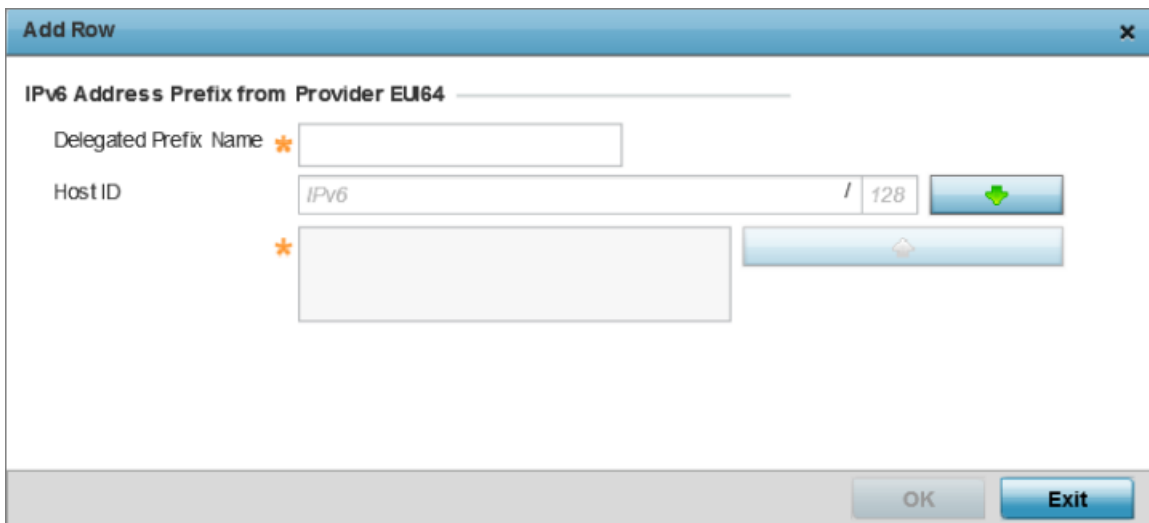 Add Row
IPv6 Address Prefix from Provider EUI64
Delegated Prefix Name *
Host ID IPv6 / 128
*
OK Exit